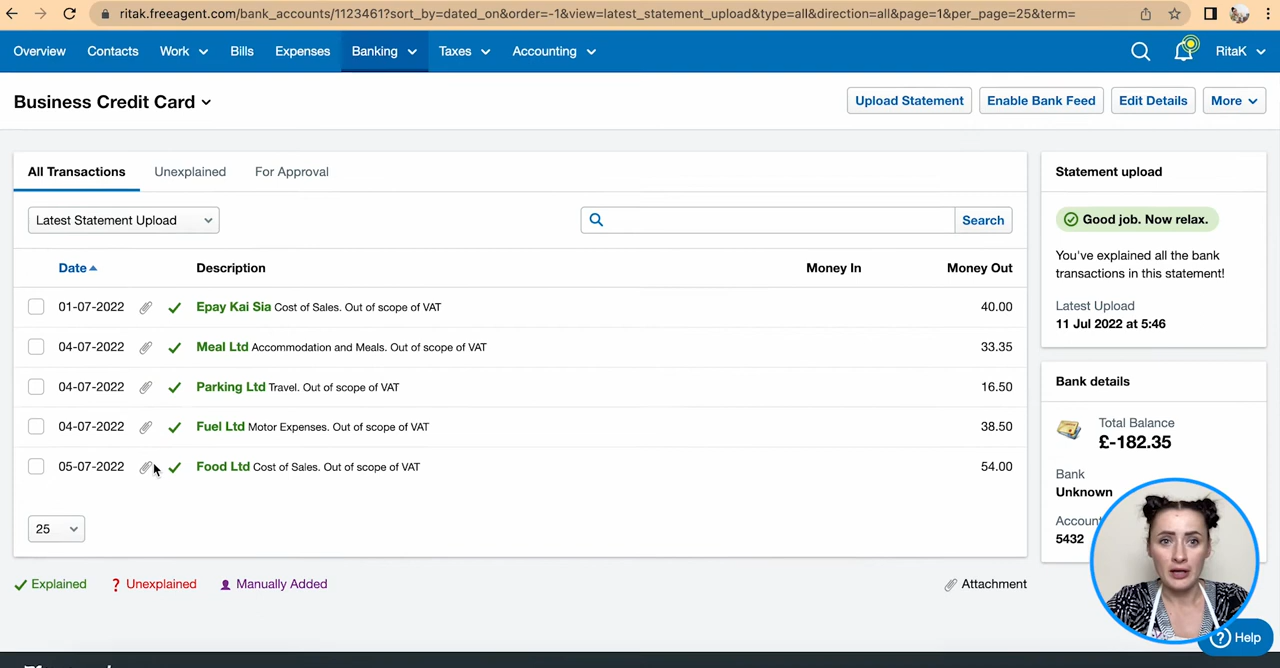 ritak.freeagent.com/bank_accounts/1123461?sort_by=dated_on&order=-1&view=latest_statement_upload&type=all&direction=all&page=1&per_page=25&term=
Overview Contacts Work Bills Expenses Banking Taxes Accounting RitaK
Business Credit Card Upload Statement Enable Bank Feed Edit Details More
All Transactions Unexplained For Approval
Latest Statement Upload Search
Date Description Money In Money Out
01-07-2022 Epay Kai Sia Cost of Sales. Out of scope of VAT 40.00
04-07-2022 Meal Ltd Accommodation and Meals. Out of scope of VAT 33.35
04-07-2022 Parking Ltd Travel. Out of scope of VAT 16.50
04-07-2022 Fuel Ltd Motor Expenses. Out of scope of VAT 38.50
05-07-2022 Food Ltd Cost of Sales. Out of scope of VAT 54.00
25
Explained ? Unexplained Manually Added Attachment
Statement upload
Good job. Now relax.
You've explained all the bank
transactions in this statement!
Latest Upload
11 Jul 2022 at 5:46
Bank details
Total Balance
£-182.35
Bank
Unknown
5432
? Help